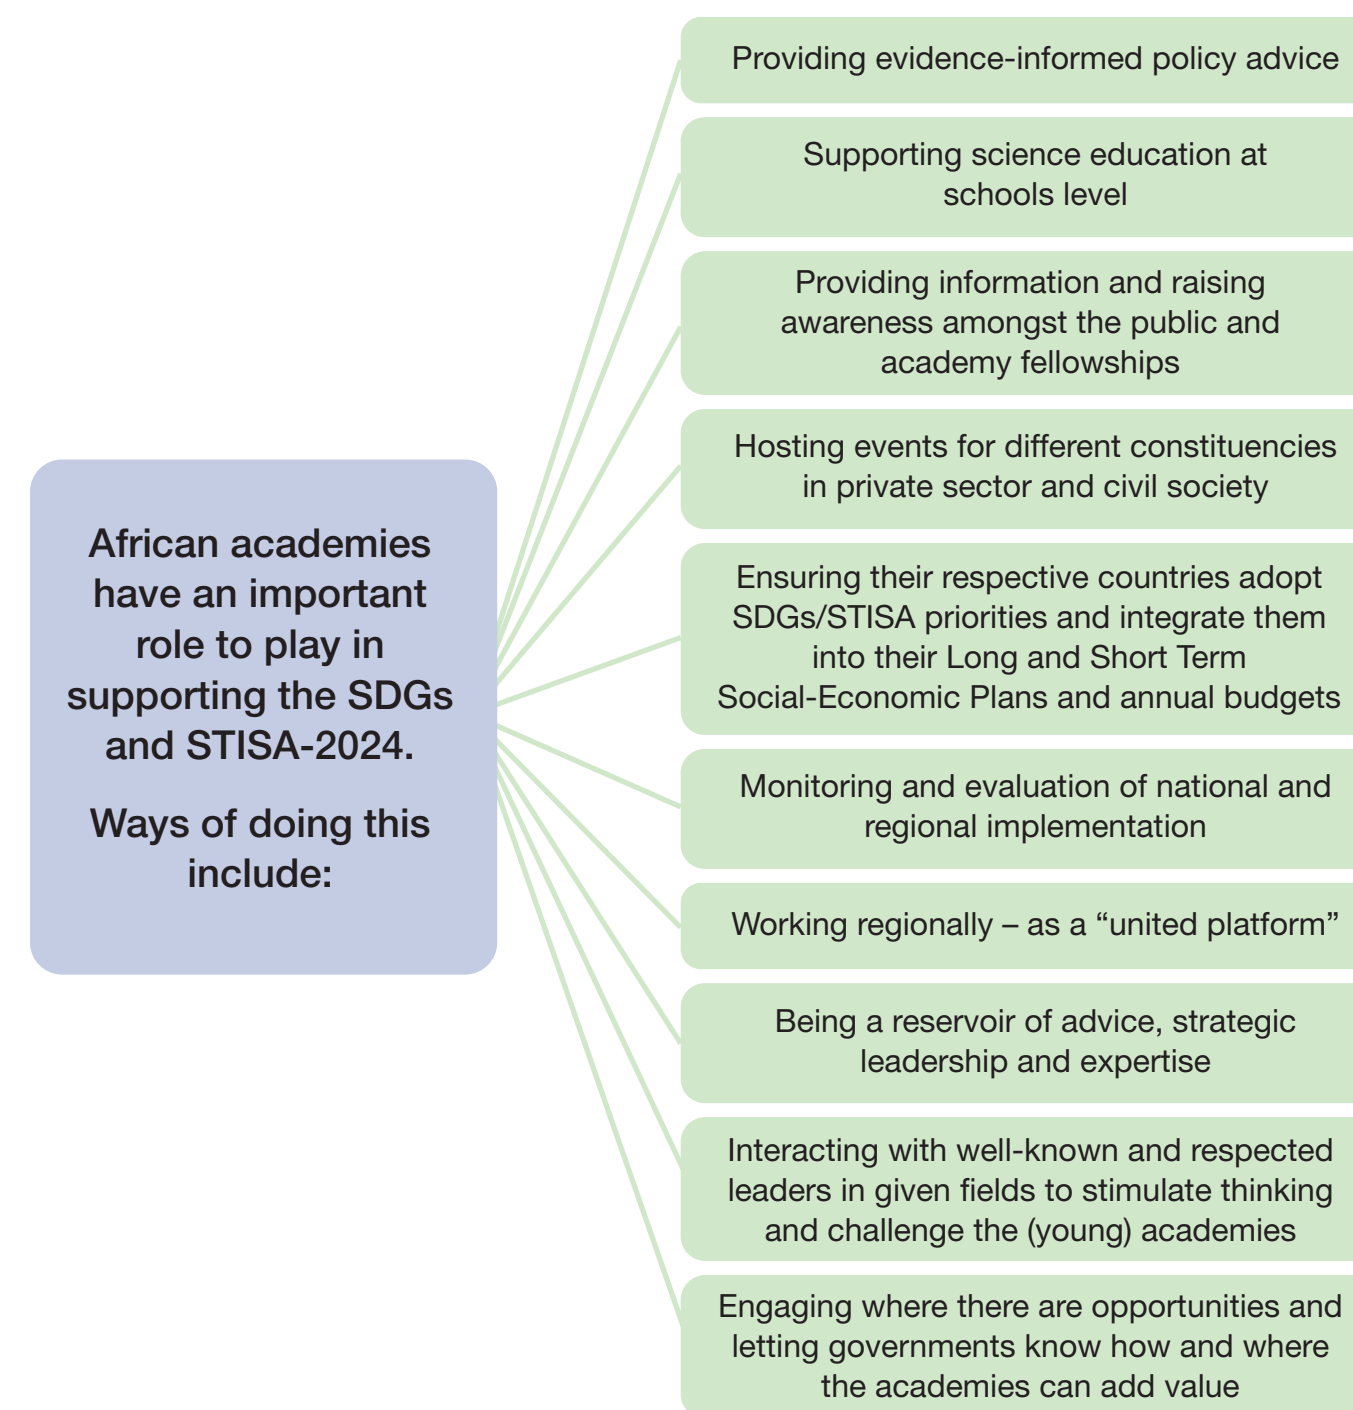 African academies
have an important
role to play in
supporting the SDGs
and STISA-2024.
Ways of doing this
include:
Providing evidence-informed policy advice
Supporting science education at
schools level
Providing information and raising
awareness amongst the public and
academy fellowships
Hosting events for different constituencies
in private sector and civil society
Ensuring their respective countries adopt
SDGs/STISA priorities and integrate them
into their Long and Short Term
Social-Economic Plans and annual budgets
Monitoring and evaluation of national and
regional implementation
Working regionally – as a “united platform”
Being a reservoir of advice, strategic
leadership and expertise
Interacting with well-known and respected
leaders in given fields to stimulate thinking
and challenge the (young) academies
Engaging where there are opportunities and
letting governments know how and where
the academies can add value